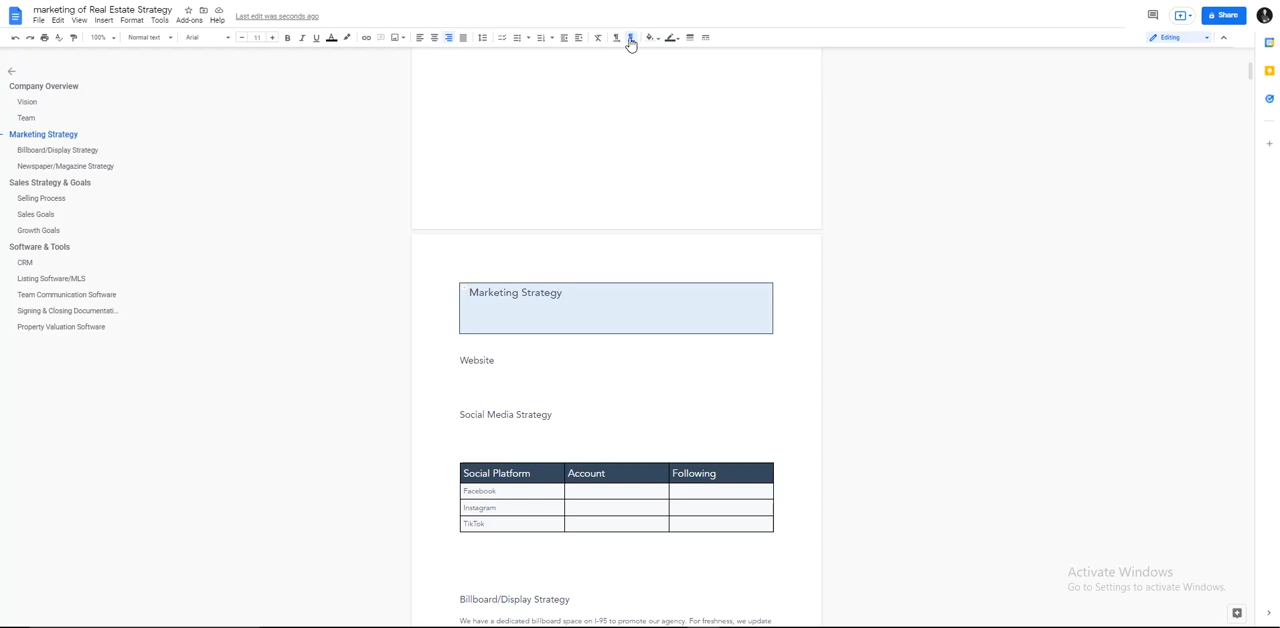 marketing of Real Estate Strategy
File Edit View Insert Format Tools Add-ons Help Last edit was seconds ago
Share
100% Normal text Arial 11 Editing
Company Overview
Vision
Team
Marketing Strategy
Billboard/Display Strategy
Newspaper/Magazine Strategy
Sales Strategy & Goals
Selling Process
Sales Goals
Growth Goals
Software & Tools
CRM
Listing Software/MLS
Team Communication Software
Signing & Closing Documentati...
Property Valuation Software
Marketing Strategy
Website
Social Media Strategy
Social Platform Account Following
Facebook
Instagram
TikTok
Billboard/Display Strategy
We have a dedicated billboard space on I-95 to promote our agency. For freshness, we update
Activate Windows
Go to Settings to activate Windows.